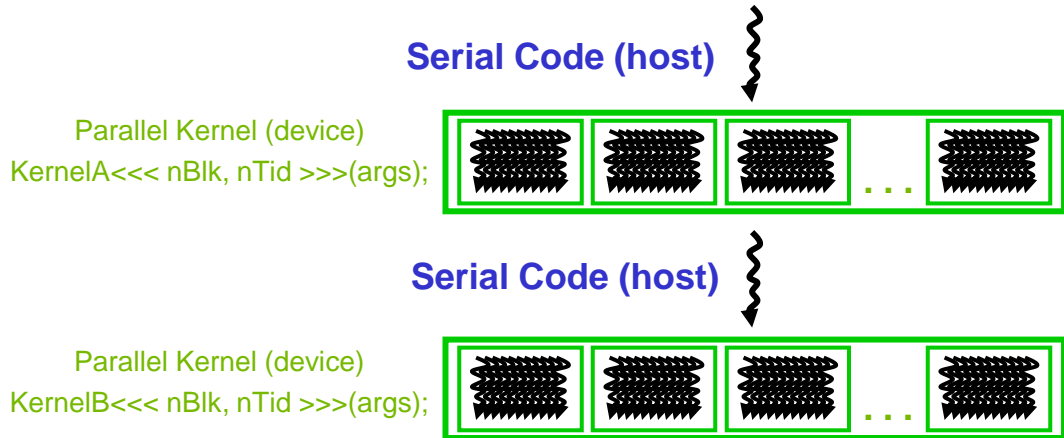 Serial Code (host)
Parallel Kernel (device)
KernelA<<< nBlk, nTid >>>(args);
. . .
Serial Code (host)
Parallel Kernel (device)
KernelB<<< nBlk, nTid >>>(args);
. . .